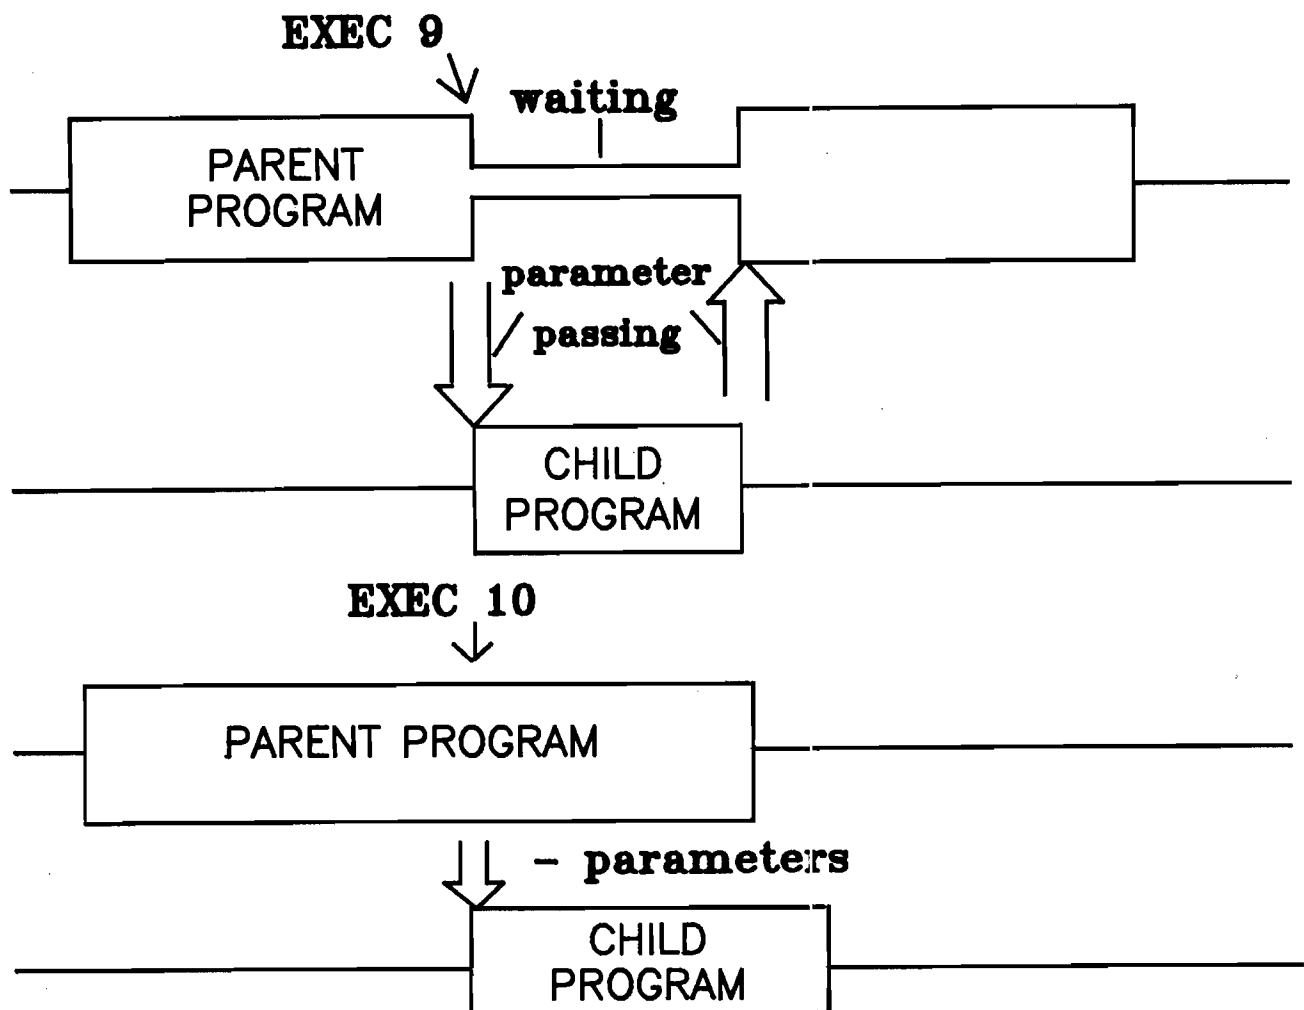 EXEC 9
waiting
PARENT
PROGRAM
parameter
passing
CHILD
PROGRAM
EXEC 10
PARENT PROGRAM
- parameters
CHILD
PROGRAM